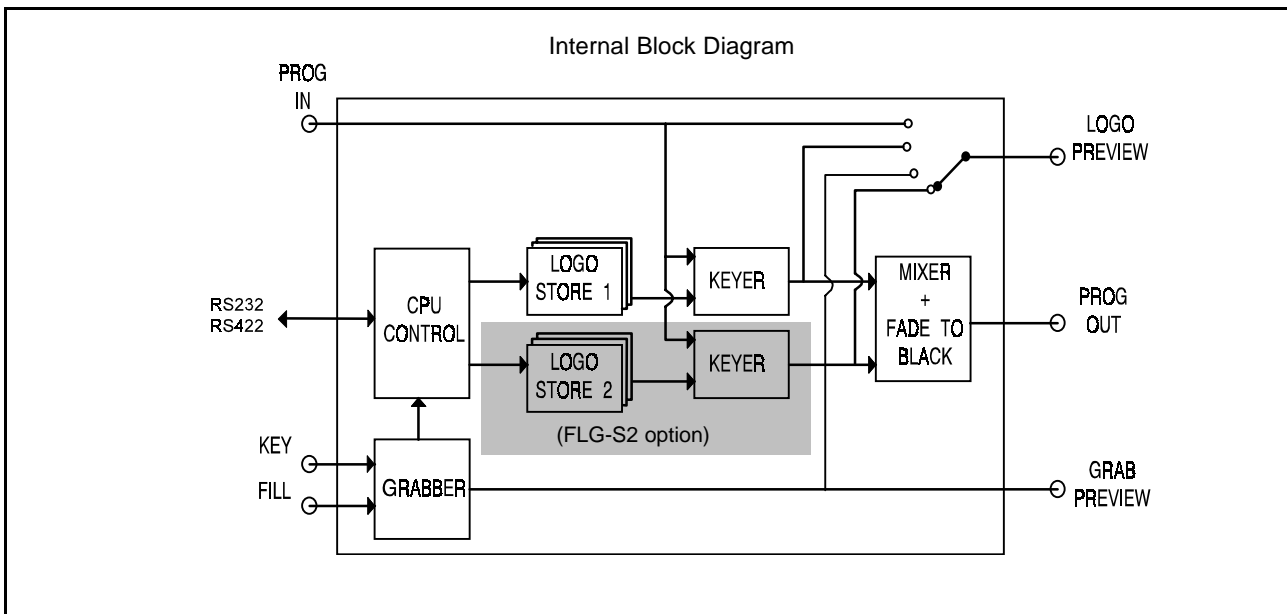 Internal Block Diagram
PROG
IN
LOGO
PREVIEW
LOGO
STORE 1
KEYER
MIXER
+
FADE TO
BLACK
CPU
CONTROL
RS232
RS422
PROG
OUT
LOGO
STORE 2
KEYER
(FLG-S2 option)
KEY
FILL
GRABBER
GRAB
PREVIEW